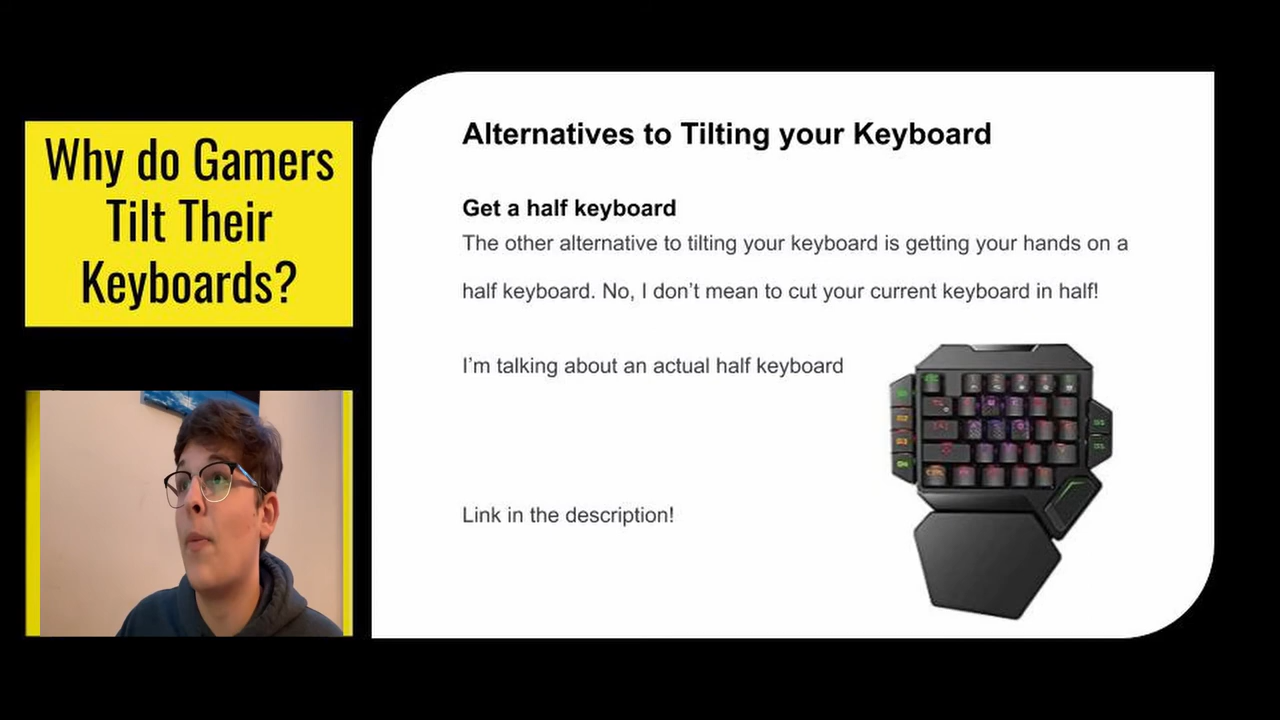 Why do Gamers
Tilt Their
Keyboards?
Alternatives to Tilting your Keyboard
Get a half keyboard
The other alternative to tilting your keyboard is getting your hands on a
half keyboard. No, I don’t mean to cut your current keyboard in half!
I’m talking about an actual half keyboard
Link in the description!